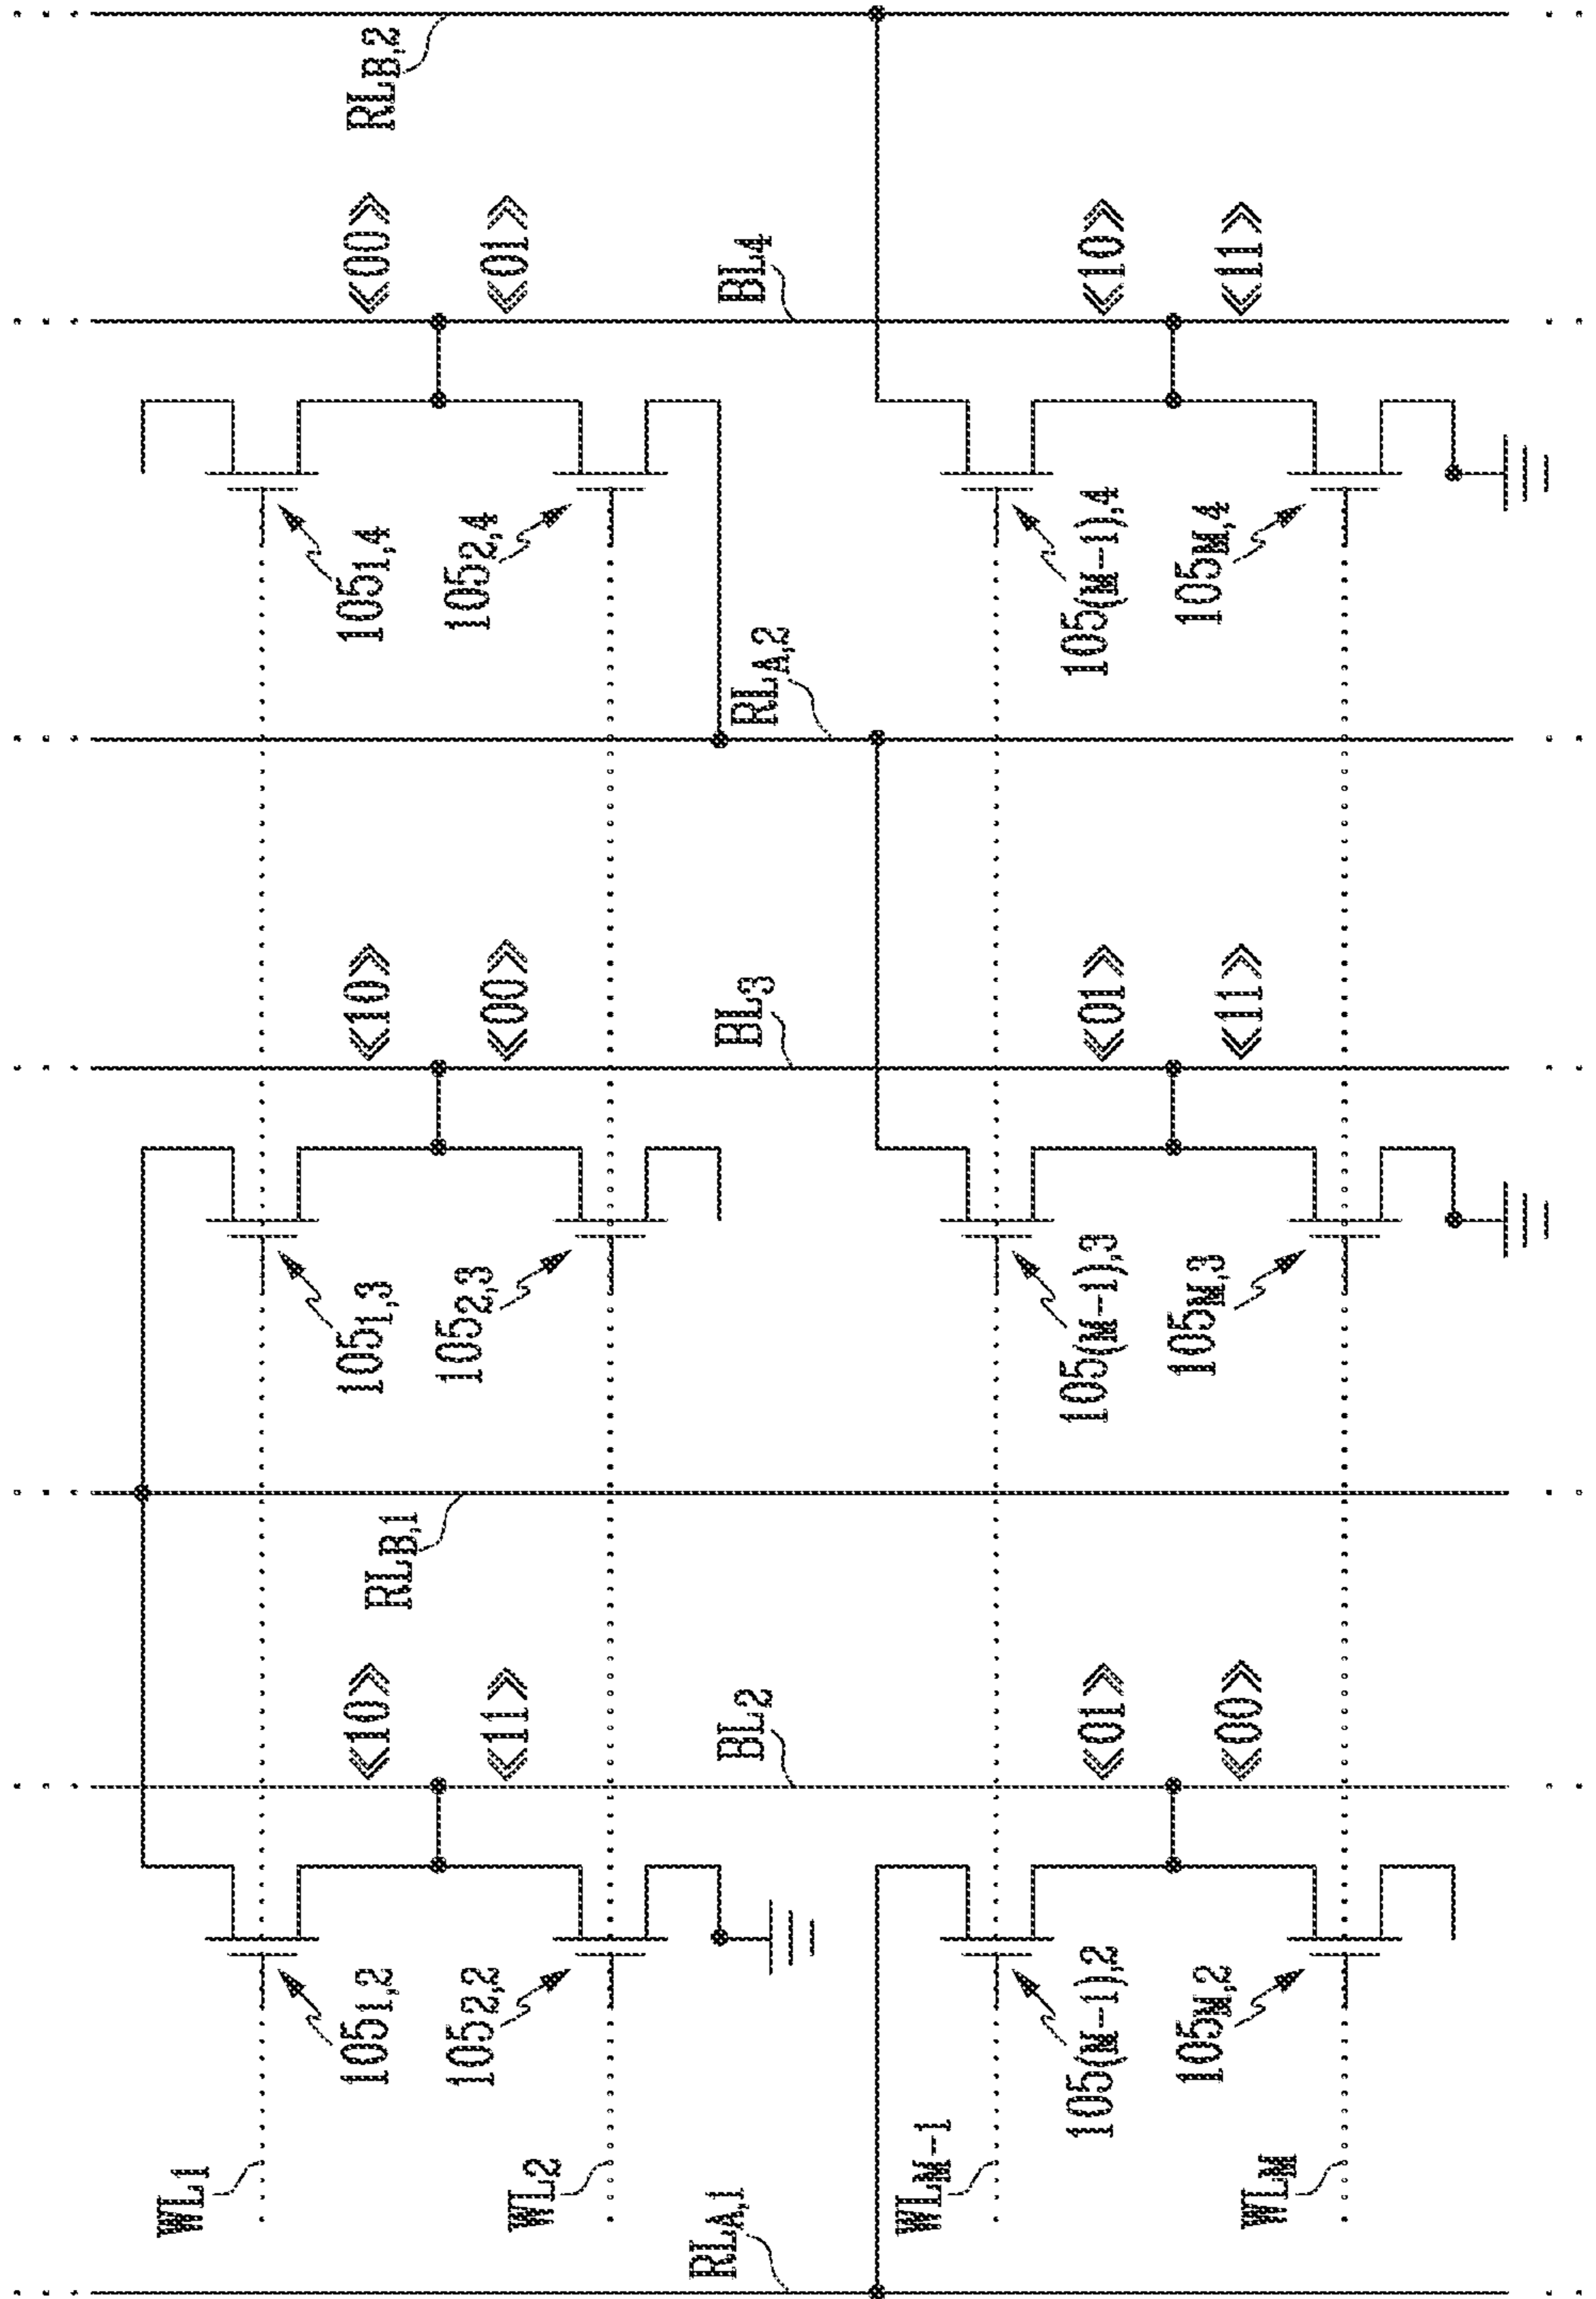 RLB,2
<<00>>
<<01>>
BL4
<<10>>
<<11>>
1051,4
1052,4
105(M-1),4
105M,4
RLA,2
<<10>>
<<00>>
BL3
<<01>>
<<11>>
1051,3
1052,3
105(M-1),3
105M,3
RLB,1
<<10>>
<<11>>
BL2
<<01>>
<<00>>
1051,2
1052,2
105(M-1),2
105M,2
WL1
WL2
WLM-1
WLM
RLA,1